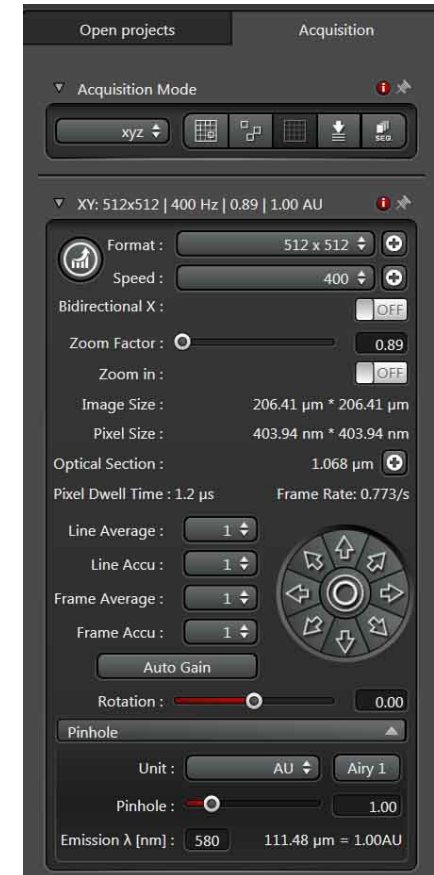 Open projects Acquisition
Acquisition Mode
xyz SEQ
XY: 512x512 | 400 Hz | 0.89 | 1.00 AU
Format : 512 x 512
Speed : 400
Bidirectional X : OFF
Zoom Factor : 0.89
Zoom in : OFF
Image Size : 206.41 µm * 206.41 µm
Pixel Size : 403.94 nm * 403.94 nm
Optical Section : 1.068 µm
Pixel Dwell Time : 1.2 µs Frame Rate: 0.773/s
Line Average : 1
Line Accu : 1
Frame Average : 1
Frame Accu : 1
Auto Gain
Rotation : 0.00
Pinhole
Unit : AU Airy 1
Pinhole : 1.00
Emission λ [nm] : 580 111.48 µm = 1.00AU